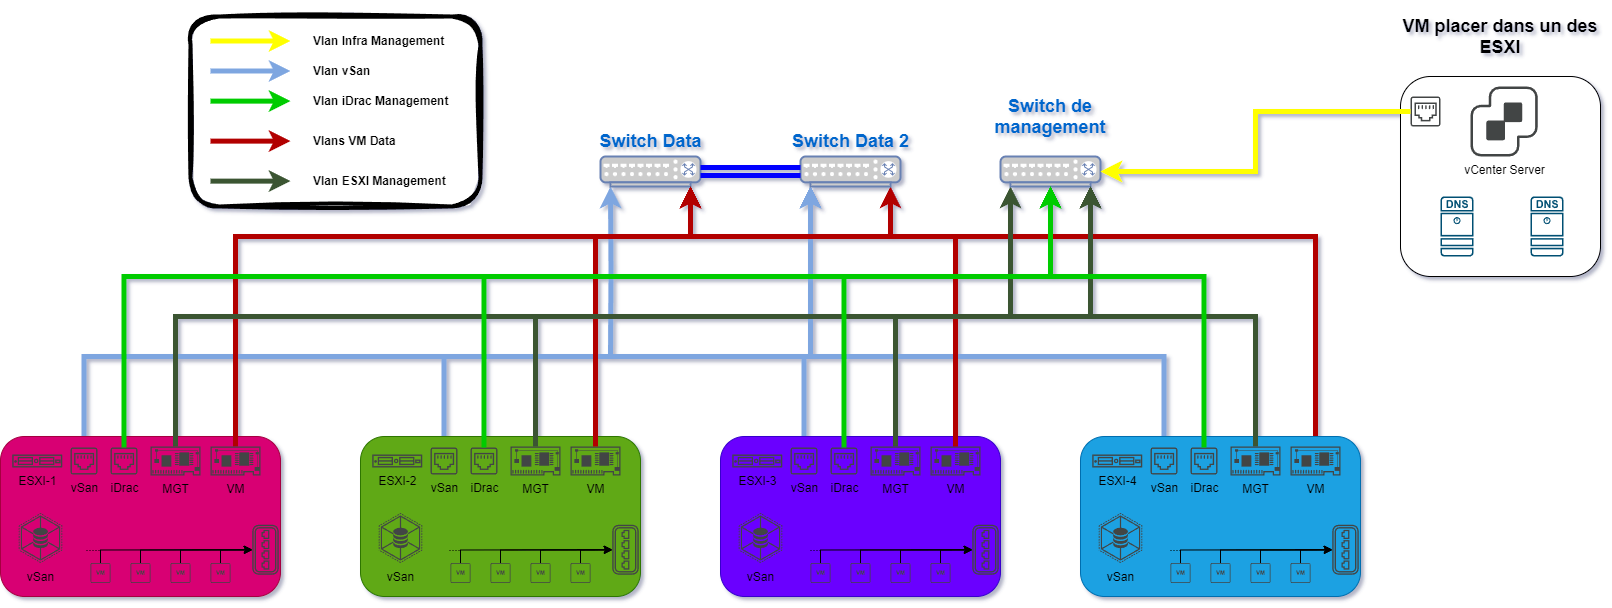 VM placer dans un des
ESXI
Vlan Infra Management
Vlan vSan
Vlan iDrac Management
Vlans VM Data
Vlan ESXI Management
Switch Data
Switch Data 2
Switch de
management
vCenter Server
DNS
DNS
ESXI-1
vSan
iDrac
MGT
VM
vSan
VM
VM
VM
VM
ESXI-2
vSan
iDrac
MGT
VM
vSan
VM
VM
VM
VM
ESXI-3
vSan
iDrac
MGT
VM
vSan
VM
VM
VM
VM
ESXI-4
vSan
iDrac
MGT
VM
vSan
VM
VM
VM
VM